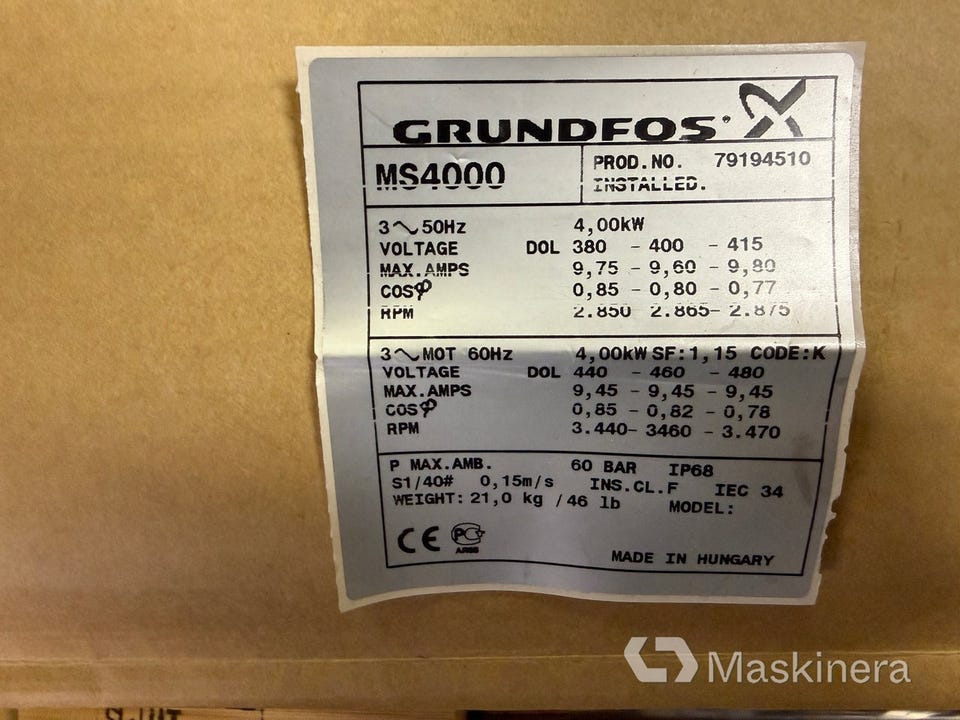 GRUNDFOS
MS4000
PROD.NO. 79194510
INSTALLED.
3~50Hz 4,00kW
VOLTAGE DOL 380 - 400 - 415
MAX.AMPS 9,75 - 9,60 - 9,80
COSφ 0,85 - 0,80 - 0,77
RPM 2.850 2.865- 2.875
3~MOT 60Hz 4,00kW SF:1,15 CODE:K
VOLTAGE DOL 440 - 460 - 480
MAX.AMPS 9,45 - 9,45 - 9,45
COSφ 0,85 - 0,82 - 0,78
RPM 3.440- 3460 - 3.470
P MAX.AMB. 60 BAR IP68
S1/40# 0,15m/s INS.CL.F IEC 34
WEIGHT: 21,0 kg / 46 lb MODEL:
CE
MADE IN HUNGARY
Maskinera